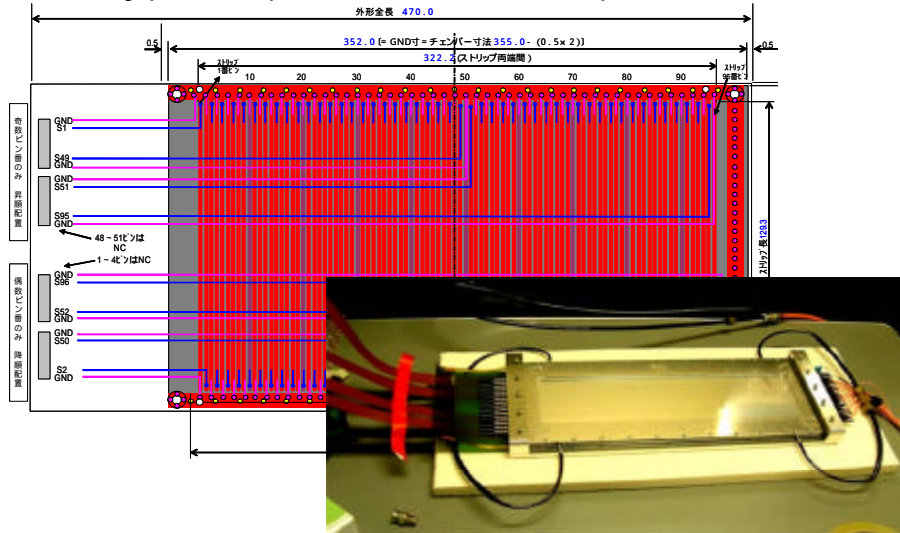 外形全長 470.0
0.5
352.0 [= GND寸 = チェンバー寸法 355.0 - (0.5×2)]
0.5
322.2 (ストリップ両端間)
ストリップ
1番ピン
10 20 30 40 50 60 70 80 90
ストリップ
96番ピン
奇数ピン番のみ 昇順配置
GND
S1
S49
GND
GND
S51
S95
GND
48~51ピンは
NC
1~4ピンはNC
偶数ピン番のみ 降順配置
GND
S96
S52
GND
GND
S50
S2
GND
ストリップ長 129.3